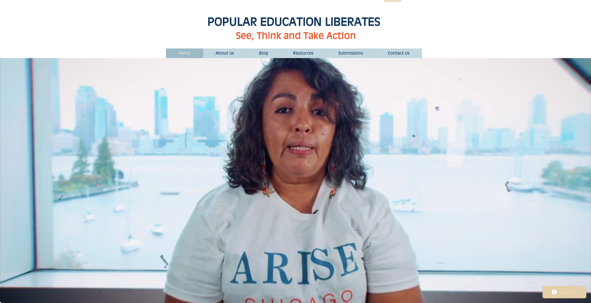 POPULAR EDUCATION LIBERATES
See, Think and Take Action
Home About Us Blog Resources Submissions Contact Us
ARISE
CHICAGO